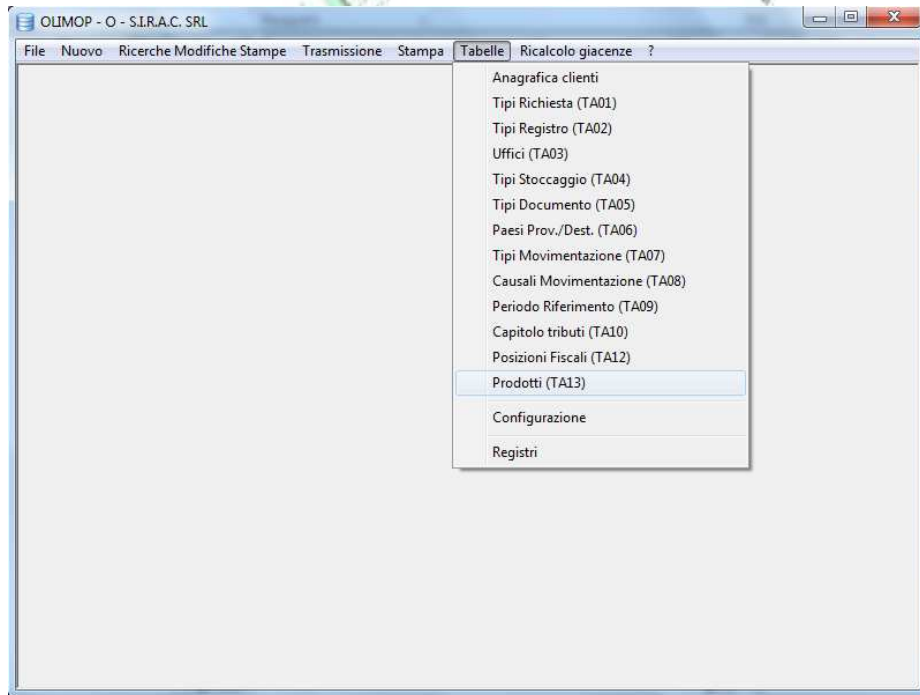 OLIMOP - O - S.I.R.A.C. SRL
File Nuovo Ricerche Modifiche Stampe Trasmissione Stampa Tabelle Ricalcolo giacenze ?
Anagrafica clienti
Tipi Richiesta (TA01)
Tipi Registro (TA02)
Uffici (TA03)
Tipi Stoccaggio (TA04)
Tipi Documento (TA05)
Paesi Prov./Dest. (TA06)
Tipi Movimentazione (TA07)
Causali Movimentazione (TA08)
Periodo Riferimento (TA09)
Capitolo tributi (TA10)
Posizioni Fiscali (TA12)
Prodotti (TA13)
Configurazione
Registri